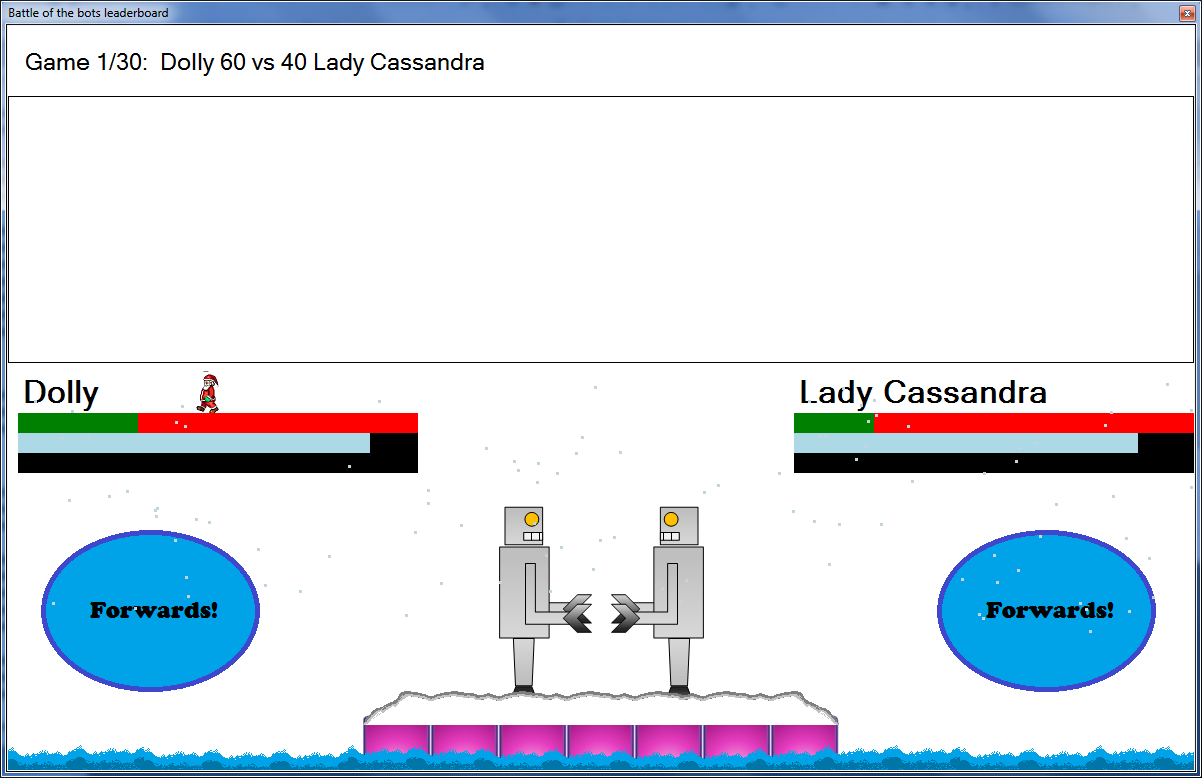 Battle of the bots leaderboard
Game 1/30:  Dolly 60 vs 40 Lady Cassandra
Dolly
Lady Cassandra
Forwards!
Forwards!